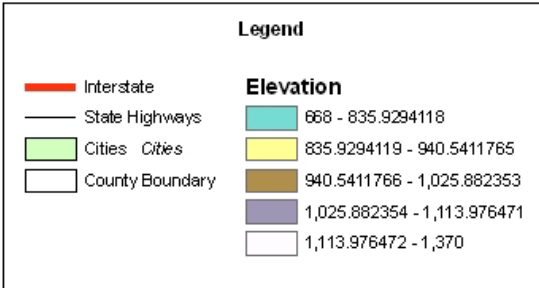 Legend
Interstate
State Highways
Cities Cities
County Boundary
Elevation
668 - 835.9294118
835.9294119 - 940.5411765
940.5411766 - 1,025.882353
1,025.882354 - 1,113.976471
1,113.976472 - 1,370